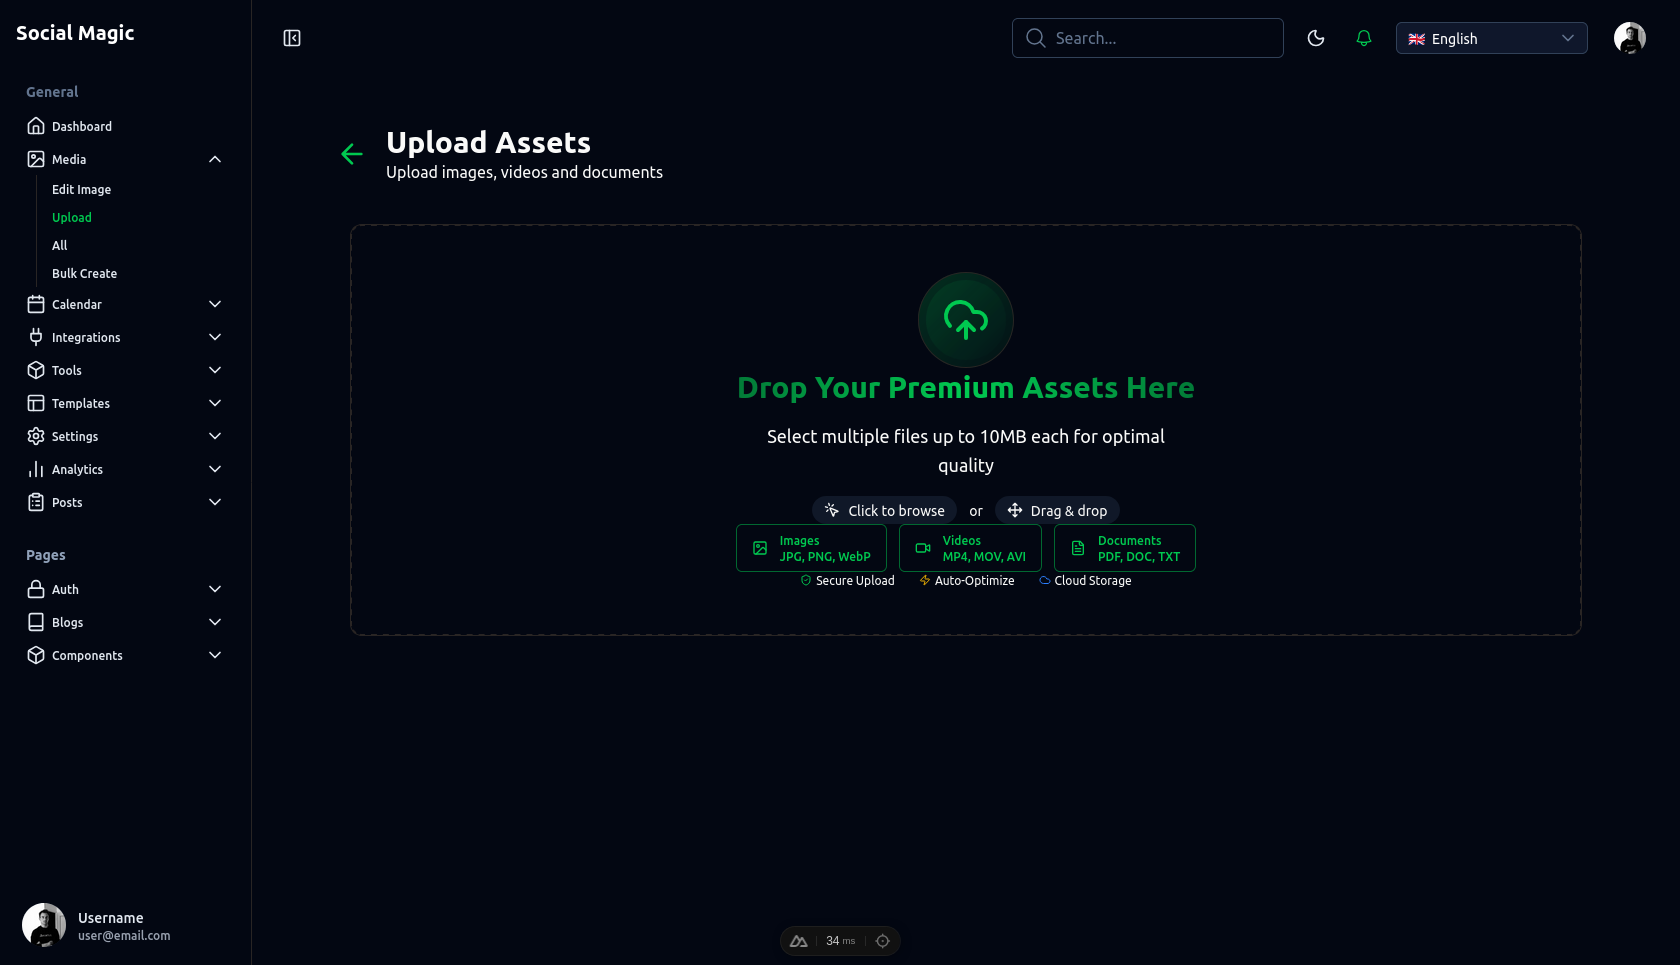 Social Magic
Search...
English
General
Dashboard
Media
Edit Image
Upload
All
Bulk Create
Calendar
Integrations
Tools
Templates
Settings
Analytics
Posts
Pages
Auth
Blogs
Components
Username
user@email.com
Upload Assets
Upload images, videos and documents
Drop Your Premium Assets Here
Select multiple files up to 10MB each for optimal
quality
Click to browse or Drag & drop
Images
JPG, PNG, WebP
Videos
MP4, MOV, AVI
Documents
PDF, DOC, TXT
Secure Upload Auto-Optimize Cloud Storage
34 ms